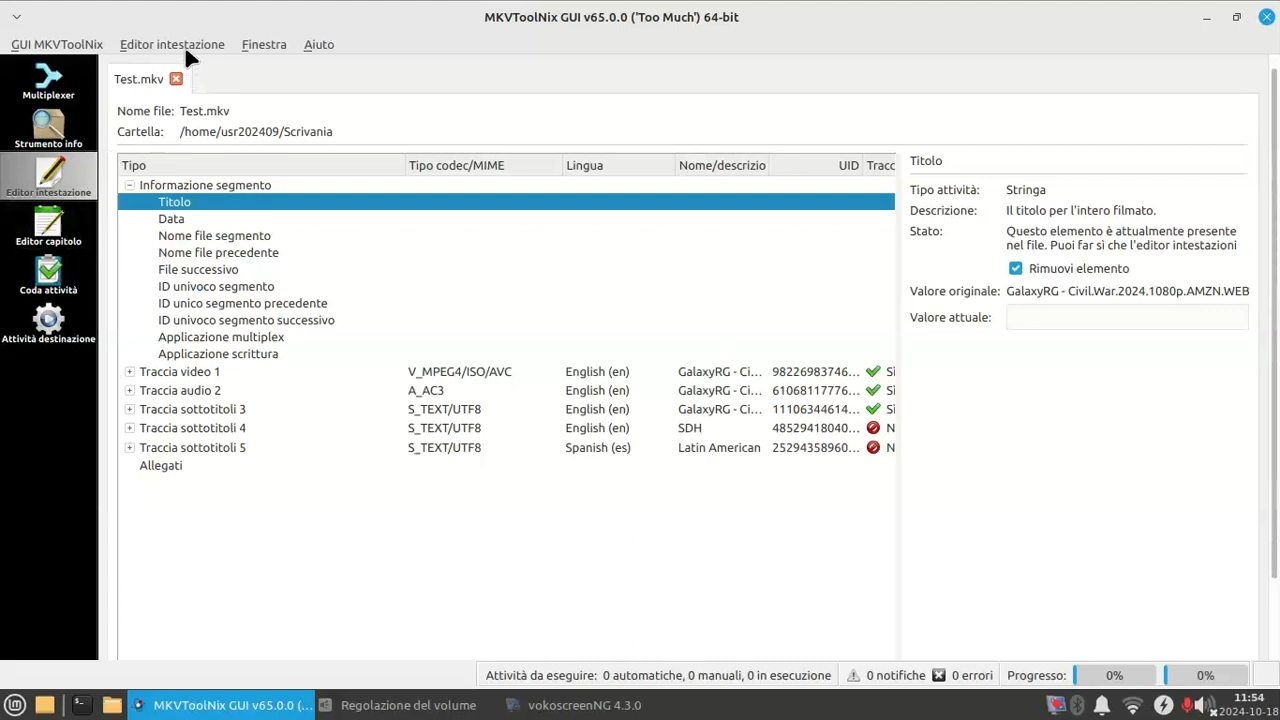 MKVToolNix GUI v65.0.0 ('Too Much') 64-bit
GUI MKVToolNix Editor intestazione Finestra Aiuto
Multiplexer
Strumento info
Editor intestazione
Editor capitolo
Coda attività
Attività destinazione
Test.mkv
Nome file: Test.mkv
Cartella: /home/usr202409/Scrivania
Tipo Tipo codec/MIME Lingua Nome/descrizio UID Tracc
Informazione segmento
Titolo
Data
Nome file segmento
Nome file precedente
File successivo
ID univoco segmento
ID unico segmento precedente
ID univoco segmento successivo
Applicazione multiplex
Applicazione scrittura
Traccia video 1 V_MPEG4/ISO/AVC English (en) GalaxyRG - Ci... 98226983746... Sì
Traccia audio 2 A_AC3 English (en) GalaxyRG - Ci... 61068117776... Sì
Traccia sottotitoli 3 S_TEXT/UTF8 English (en) GalaxyRG - Ci... 11106344614... Sì
Traccia sottotitoli 4 S_TEXT/UTF8 English (en) SDH 48529418040... N
Traccia sottotitoli 5 S_TEXT/UTF8 Spanish (es) Latin American 25294358960... N
Allegati
Titolo
Tipo attività: Stringa
Descrizione: Il titolo per l'intero filmato.
Stato: Questo elemento è attualmente presente
nel file. Puoi far sì che l'editor intestazioni
Rimuovi elemento
Valore originale: GalaxyRG - Civil.War.2024.1080p.AMZN.WEB
Valore attuale:
Attività da eseguire: 0 automatiche, 0 manuali, 0 in esecuzione 0 notifiche 0 errori Progresso: 0% 0%
MKVToolNix GUI v65.0.0 (... Regolazione del volume vokoscreenNG 4.3.0
11:54
2024-10-18